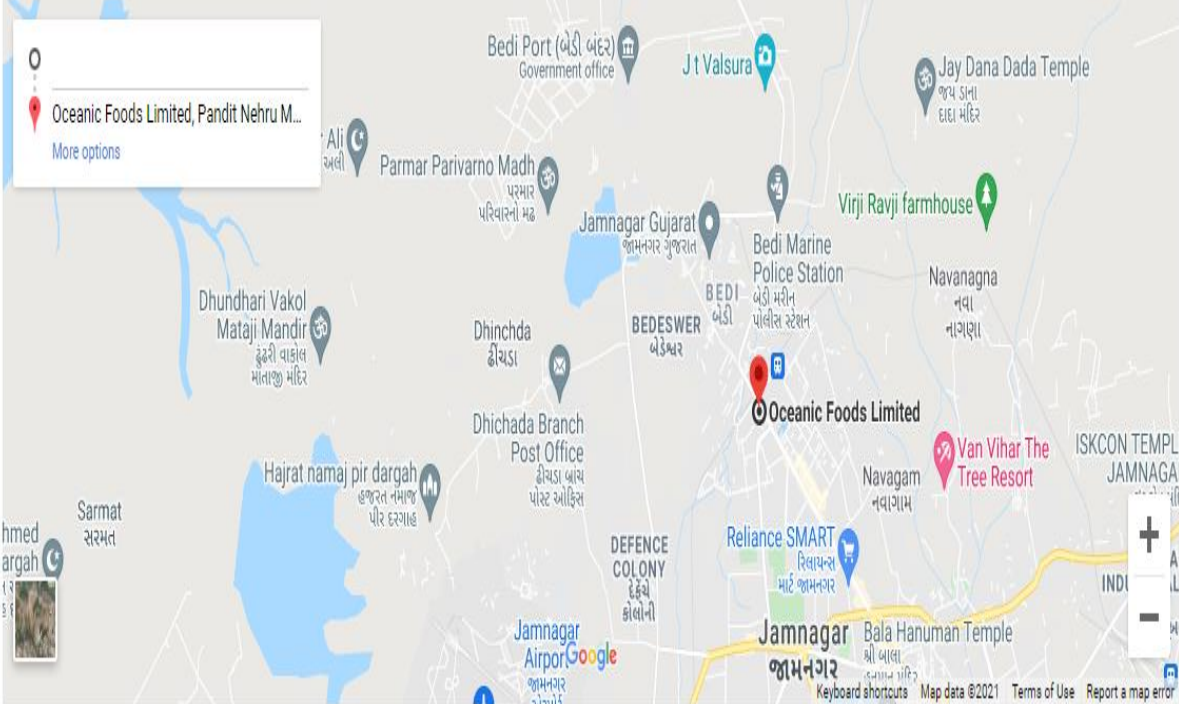 Oceanic Foods Limited, Pandit Nehru M...
More options
Bedi Port (બેડી બંદર)
Government office
J t Valsura
Jay Dana Dada Temple
જય ડાના
દાદા મંદિર
Ali
અલી
Parmar Parivarno Madh
પરમાર
પરિવારનો મઢ
Virji Ravji farmhouse
Jamnagar Gujarat
જામનગર ગુજરાત
Bedi Marine
Police Station
બેડી મરીન
પોલીસ સ્ટેશન
Navanagna
નવા
નાગણા
BEDI
બેડી
Dhundhari Vakol
Mataji Mandir
ઢુંઢરી વાકોલ
માતાજી મંદિર
Dhinchda
ઢીંચડા
BEDESWER
બેડેશ્વર
Oceanic Foods Limited
Dhichada Branch
Post Office
ઢીચડા બ્રાંચ
પોસ્ટ ઓફિસ
Van Vihar The
Tree Resort
ISKCON TEMPL
JAMNAGA
Hajrat namaj pir dargah
હજરત નમાજ
પીર દરગાહ
Navagam
નવાગામ
Sarmat
સરમત
hmed
argah
Reliance SMART
રિલાયન્સ
માર્ટ જામનગર
DEFENCE
COLONY
દેફેંચે
કોલોની
INDU
AL
Jamnagar
Airpor
જામનગર
Google
Jamnagar
જામનગર
Bala Hanuman Temple
શ્રી બાલા
Keyboard shortcuts Map data ©2021 Terms of Use Report a map error